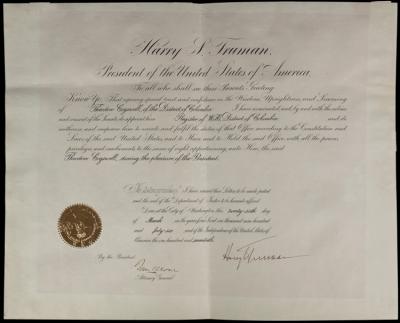 Harry S. Truman,
President of the United States of America,
To all who shall see these Presents, Greeting:
Know Ye, That reposing special trust and confidence in the Wisdom, Uprightness, and Learning
of Theodore Cogswell, of the District of Columbia I have nominated, and, by and with the advice
and consent of the Senate, do appoint him Register of Wills, District of Columbia and do
authorize and empower him to execute and fulfil the duties of that Office according to the Constitution and
Laws of the said United States, and to Have and to Hold the said Office, with all the powers,
privileges, and emoluments to the same of right appertaining, unto Him, the said
Theodore Cogswell, during the pleasure of the President.
In testimony whereof, I have caused these Letters to be made patent
and the seal of the Department of Justice to be hereunto affixed.
Done at the City of Washington this twenty-sixth day
of March in the year of our Lord one thousand nine hundred
and forty-six and of the Independence of the United States of
America the one hundred and seventieth.
By the President:
Harry S. Truman
Attorney General